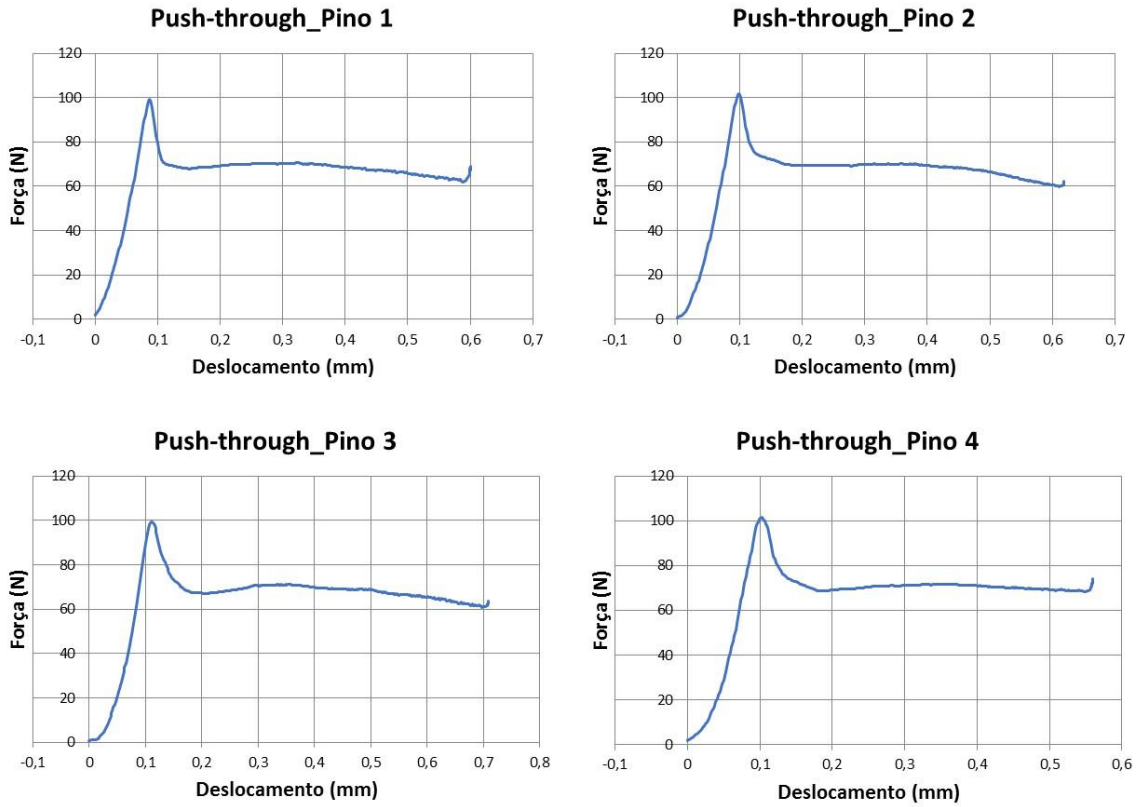 Push-through_Pino 1
120
100
80
60
40
20
0
Força (N)
-0,1 0 0,1 0,2 0,3 0,4 0,5 0,6 0,7
Deslocamento (mm)
Push-through_Pino 2
120
100
80
60
40
20
0
Força (N)
-0,1 0 0,1 0,2 0,3 0,4 0,5 0,6 0,7
Deslocamento (mm)
Push-through_Pino 3
120
100
80
60
40
20
0
Força (N)
-0,1 0 0,1 0,2 0,3 0,4 0,5 0,6 0,7 0,8
Deslocamento (mm)
Push-through_Pino 4
120
100
80
60
40
20
0
Força (N)
-0,1 0 0,1 0,2 0,3 0,4 0,5 0,6
Deslocamento (mm)